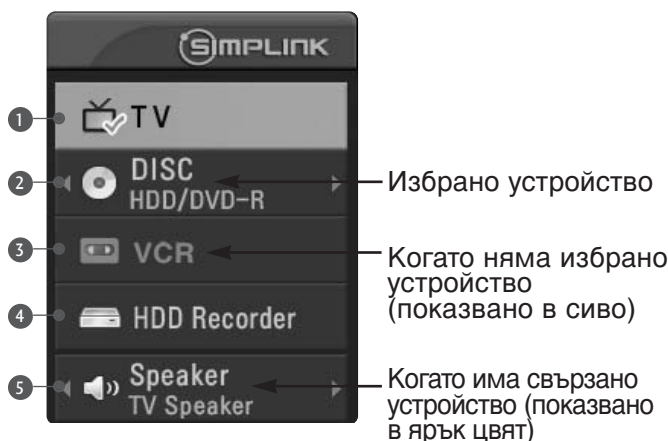 SIMPLINK
1 TV
2 DISC
HDD/DVD-R
Избрано устройство
3 VCR
Когато няма избрано
устройство
(показвано в сиво)
4 HDD Recorder
5 Speaker
TV Speaker
Когато има свързано
устройство (показвано
в ярък цвят)